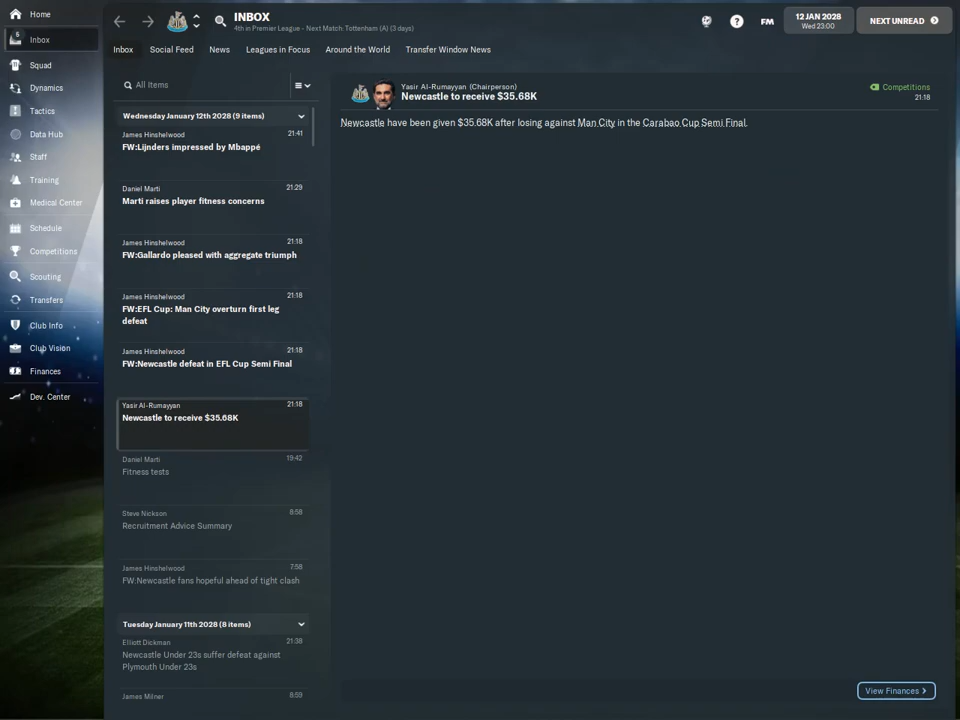 Home
5
Inbox
Squad
Dynamics
Tactics
Data Hub
Staff
Training
Medical Center
Schedule
Competitions
Scouting
Transfers
Club Info
Club Vision
Finances
Dev. Center
INBOX
4th in Premier League - Next Match: Tottenham (A) (3 days)
?
FM
12 JAN 2028
Wed 23:00
NEXT UNREAD
Inbox
Social Feed
News
Leagues in Focus
Around the World
Transfer Window News
All Items
Wednesday January 12th 2028 (9 items)
James Hinshelwood 21:41
FW:Lijnders impressed by Mbappé
Daniel Marti 21:29
Marti raises player fitness concerns
James Hinshelwood 21:18
FW:Gallardo pleased with aggregate triumph
James Hinshelwood 21:18
FW:EFL Cup: Man City overturn first leg
defeat
James Hinshelwood 21:18
FW:Newcastle defeat in EFL Cup Semi Final
Yasir Al-Rumayyan 21:18
Newcastle to receive $35.68K
Daniel Marti 19:42
Fitness tests
Steve Nickson 8:58
Recruitment Advice Summary
James Hinshelwood 7:58
FW:Newcastle fans hopeful ahead of tight clash
Tuesday January 11th 2028 (8 items)
Elliott Dickman 21:38
Newcastle Under 23s suffer defeat against
Plymouth Under 23s
James Milner 8:59
Yasir Al-Rumayyan (Chairperson)
Newcastle to receive $35.68K
Competitions
21:18
Newcastle have been given $35.68K after losing against Man City in the Carabao Cup Semi Final.
View Finances